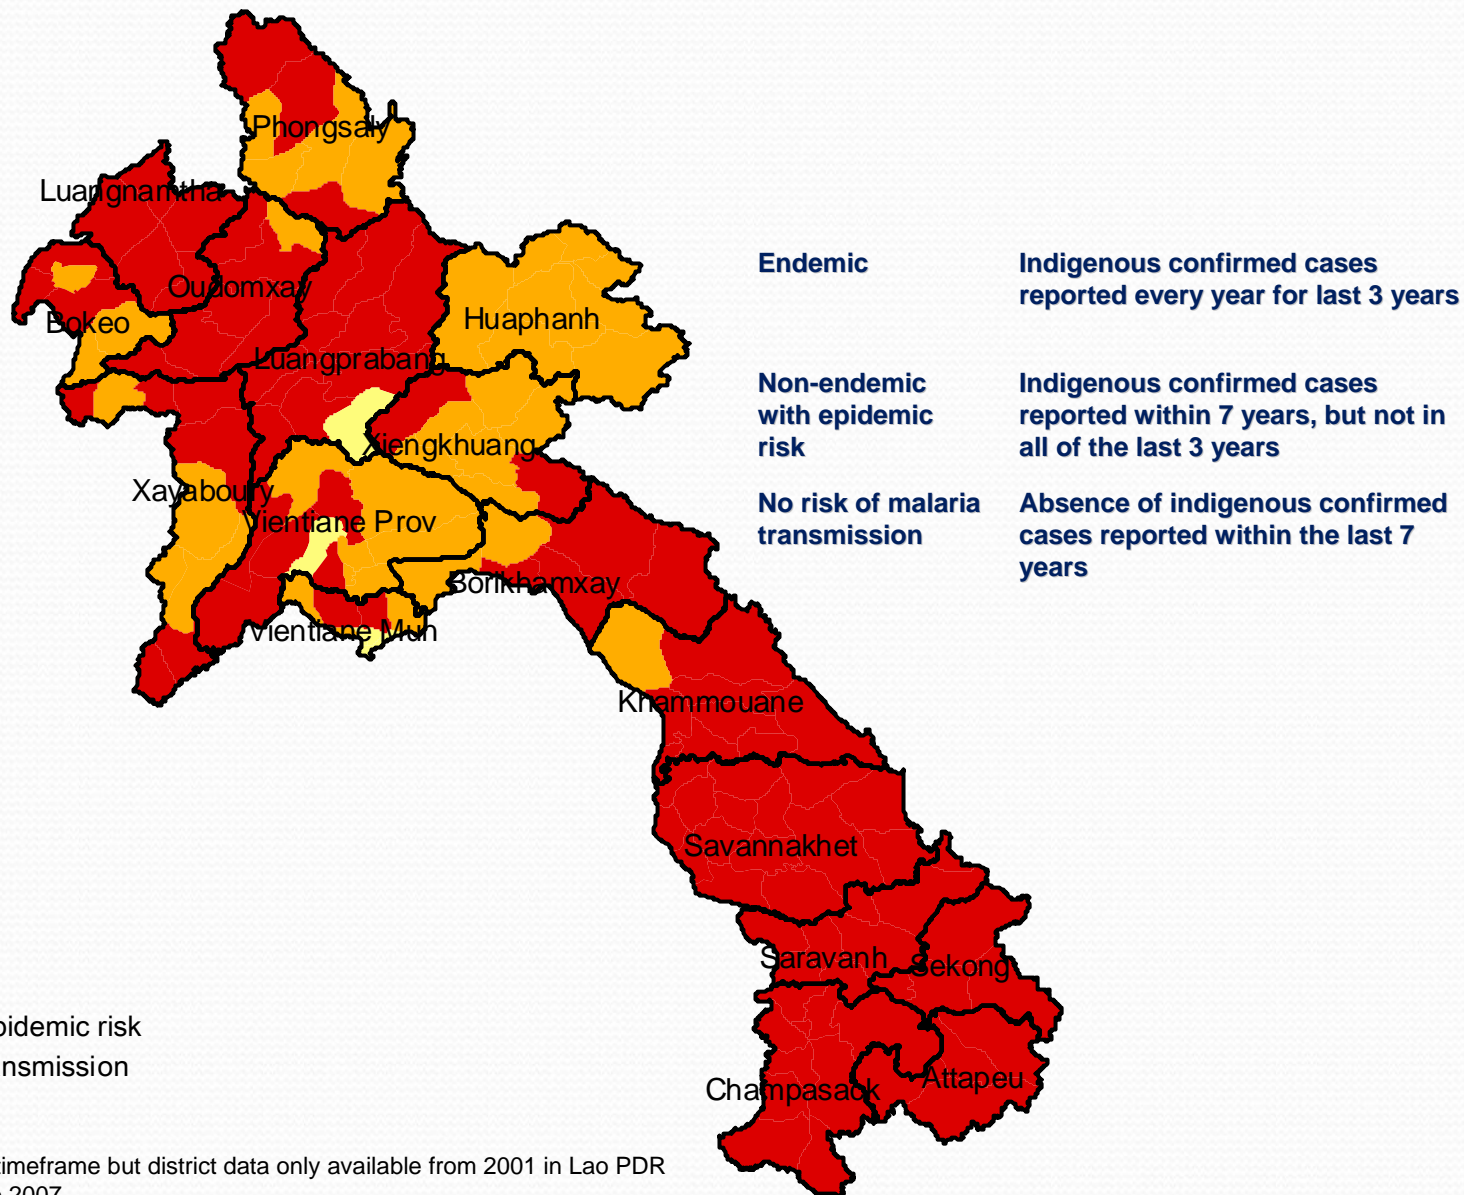 Phongsaly
Luangnamtha
Oudomxay
Bokeo
Huaphanh
Luangprabang
Xiengkhuang
Xayaboury
Vientiane Prov
Borikhamxay
Vientiane Mun
Khammouane
Savannakhet
Saravanh
Sekong
Champasack
Attapeu
Endemic
Indigenous confirmed cases
reported every year for last 3 years
Non-endemic
with epidemic
risk
Indigenous confirmed cases
reported within 7 years, but not in
all of the last 3 years
No risk of malaria
transmission
Absence of indigenous confirmed
cases reported within the last 7
years
pidemic risk
nsmission
timeframe but district data only available from 2001 in Lao PDR
2007